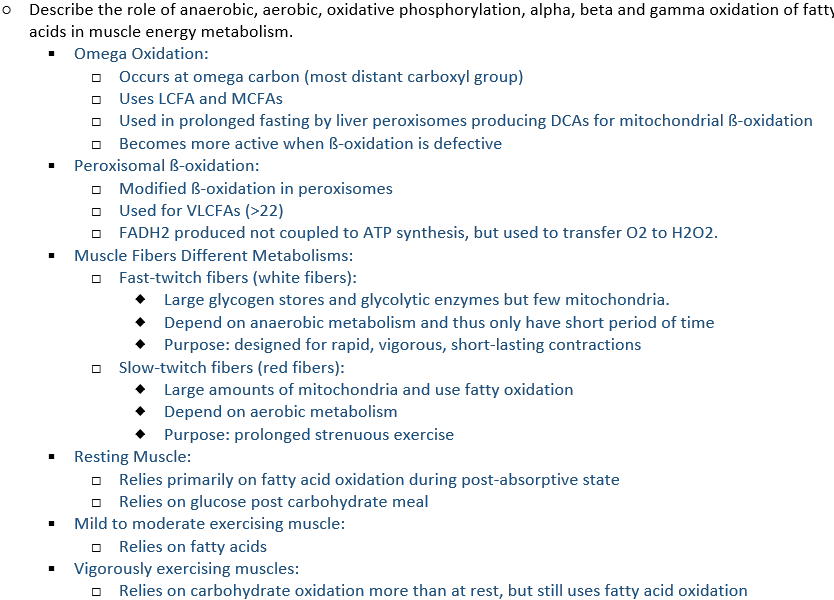 Describe the role of anaerobic, aerobic, oxidative phosphorylation, alpha, beta and gamma oxidation of fatty
acids in muscle energy metabolism.
Omega Oxidation:
Occurs at omega carbon (most distant carboxyl group)
Uses LCFA and MCFAs
Used in prolonged fasting by liver peroxisomes producing DCAs for mitochondrial ß-oxidation
Becomes more active when ß-oxidation is defective
Peroxisomal ß-oxidation:
Modified ß-oxidation in peroxisomes
Used for VLCFAs (>22)
FADH2 produced not coupled to ATP synthesis, but used to transfer O2 to H2O2.
Muscle Fibers Different Metabolisms:
Fast-twitch fibers (white fibers):
Large glycogen stores and glycolytic enzymes but few mitochondria.
Depend on anaerobic metabolism and thus only have short period of time
Purpose: designed for rapid, vigorous, short-lasting contractions
Slow-twitch fibers (red fibers):
Large amounts of mitochondria and use fatty oxidation
Depend on aerobic metabolism
Purpose: prolonged strenuous exercise
Resting Muscle:
Relies primarily on fatty acid oxidation during post-absorptive state
Relies on glucose post carbohydrate meal
Mild to moderate exercising muscle:
Relies on fatty acids
Vigorously exercising muscles:
Relies on carbohydrate oxidation more than at rest, but still uses fatty acid oxidation